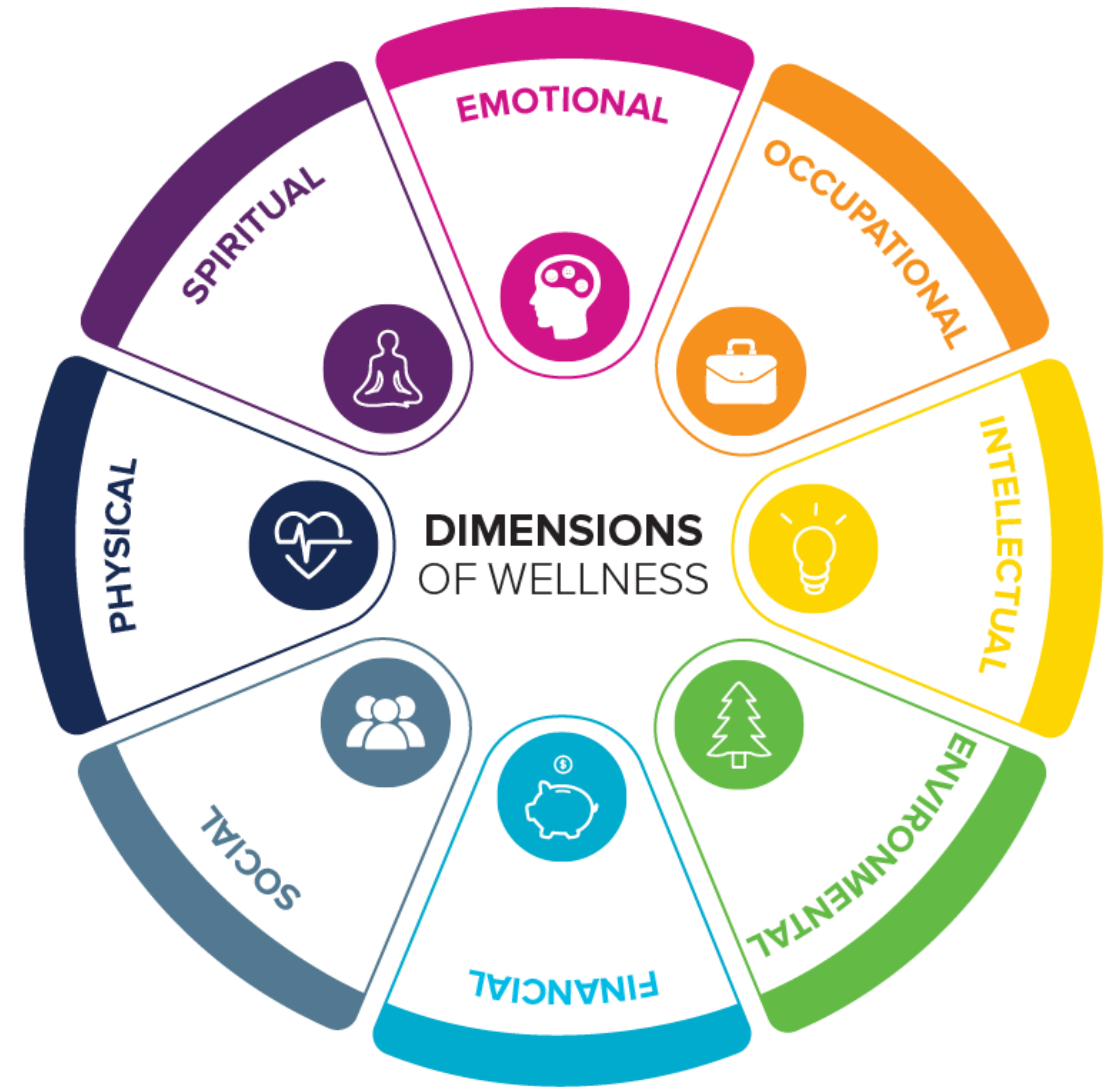 EMOTIONAL
OCCUPATIONAL
INTELLECTUAL
ENVIRONMENTAL
FINANCIAL
SOCIAL
PHYSICAL
SPIRITUAL
DIMENSIONS
OF WELLNESS
$